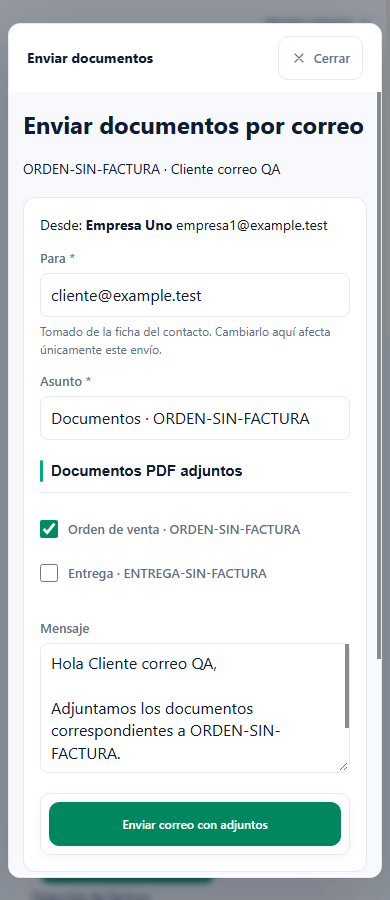 Enviar documentos
Cerrar
Enviar documentos por correo
ORDEN-SIN-FACTURA · Cliente correo QA
Desde: Empresa Uno empresa1@example.test
Para *
cliente@example.test
Tomado de la ficha del contacto. Cambiarlo aquí afecta
únicamente este envío.
Asunto *
Documentos · ORDEN-SIN-FACTURA
Documentos PDF adjuntos
Orden de venta · ORDEN-SIN-FACTURA
Entrega · ENTREGA-SIN-FACTURA
Mensaje
Hola Cliente correo QA,
Adjuntamos los documentos
correspondientes a ORDEN-SIN-
FACTURA.
Enviar correo con adjuntos